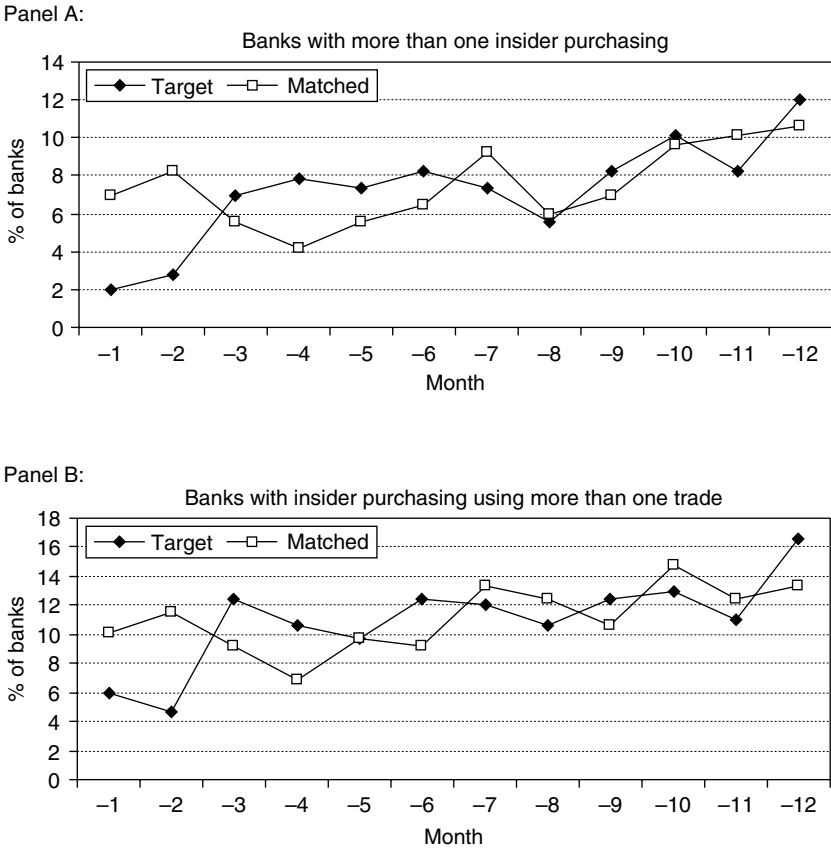 Panel A:
Banks with more than one insider purchasing
14
12
10
8
6
4
2
0
% of banks
Target Matched
–1 –2 –3 –4 –5 –6 –7 –8 –9 –10 –11 –12
Month
Panel B:
Banks with insider purchasing using more than one trade
18
16
14
12
10
8
6
4
2
0
% of banks
Target Matched
–1 –2 –3 –4 –5 –6 –7 –8 –9 –10 –11 –12
Month